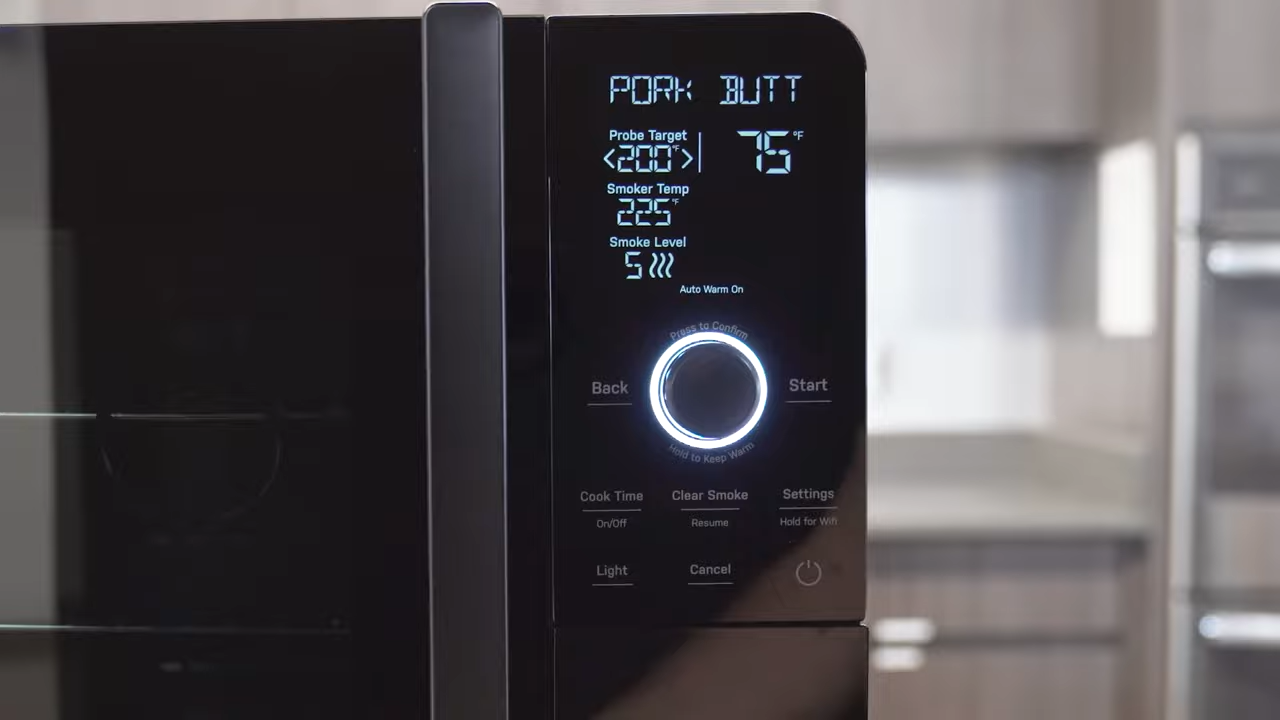 PORK BUTT
Probe Target
<200°F> 75°F
Smoker Temp
225°F
Smoke Level
5
Auto Warm On
Press to Confirm
Back Start
Hold to Keep Warm
Cook Time Clear Smoke Settings
On/Off Resume Hold for Wifi
Light Cancel